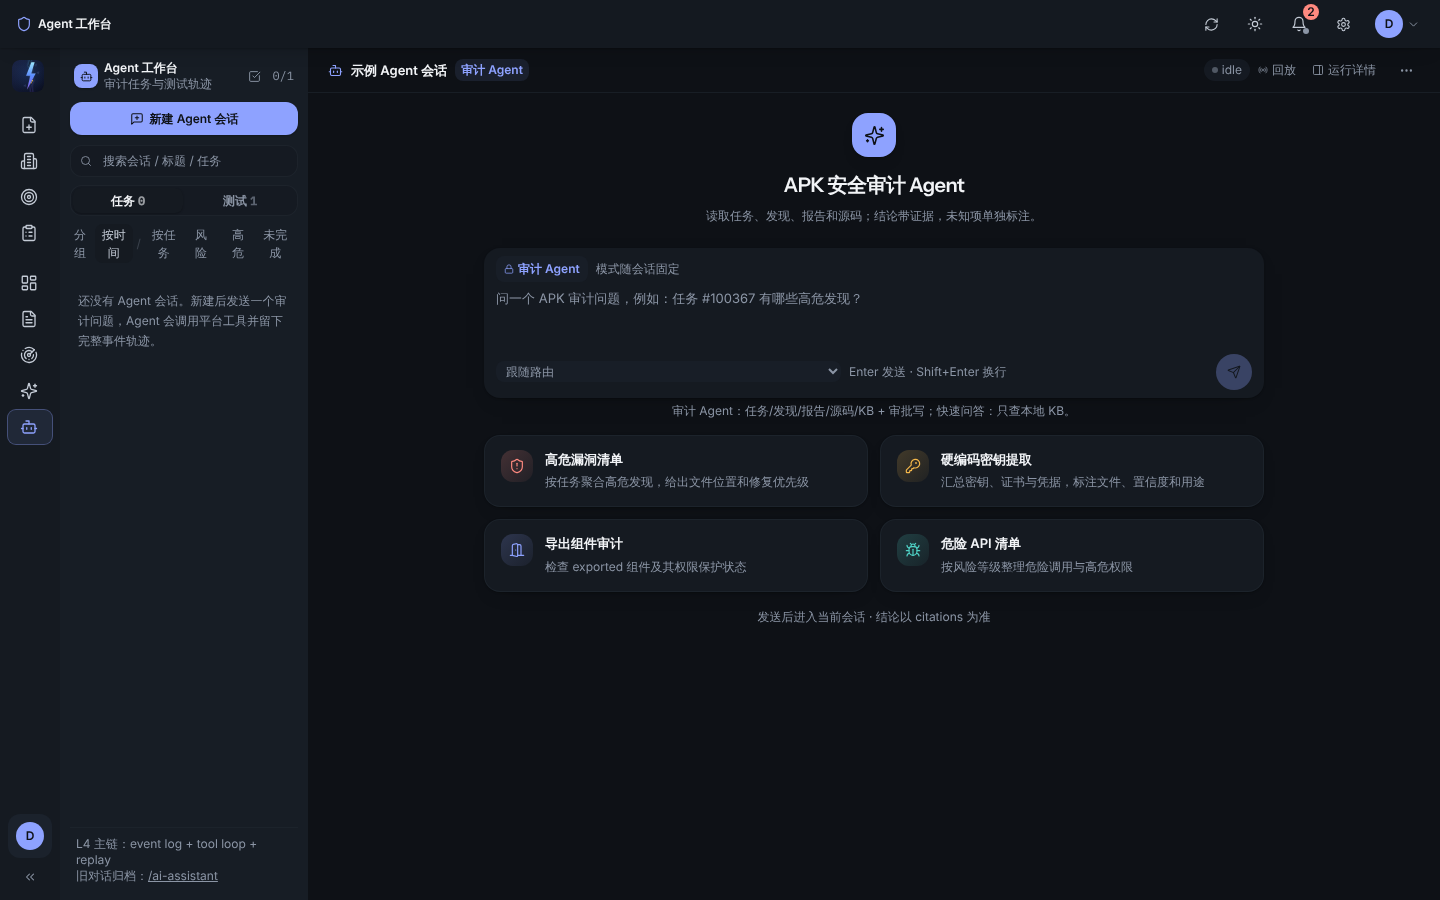 Agent 工作台
2
D
Agent 工作台
审计任务与测试轨迹
0/1
新建 Agent 会话
搜索会话 / 标题 / 任务
任务 0
测试 1
分组
按时间
/
按任务
风险
高危
未完成
还没有 Agent 会话。新建后发送一个审
计问题，Agent 会调用平台工具并留下
完整事件轨迹。
L4 主链：event log + tool loop +
replay
旧对话归档：/ai-assistant
D
示例 Agent 会话
审计 Agent
idle
回放
运行详情
APK 安全审计 Agent
读取任务、发现、报告和源码；结论带证据，未知项单独标注。
审计 Agent
模式随会话固定
问一个 APK 审计问题，例如：任务 #100367 有哪些高危发现？
跟随路由
Enter 发送 · Shift+Enter 换行
审计 Agent：任务/发现/报告/源码/KB + 审批写；快速问答：只查本地 KB。
高危漏洞清单
按任务聚合高危发现，给出文件位置和修复优先级
硬编码密钥提取
汇总密钥、证书与凭据，标注文件、置信度和用途
导出组件审计
检查 exported 组件及其权限保护状态
危险 API 清单
按风险等级整理危险调用与高危权限
发送后进入当前会话 · 结论以 citations 为准